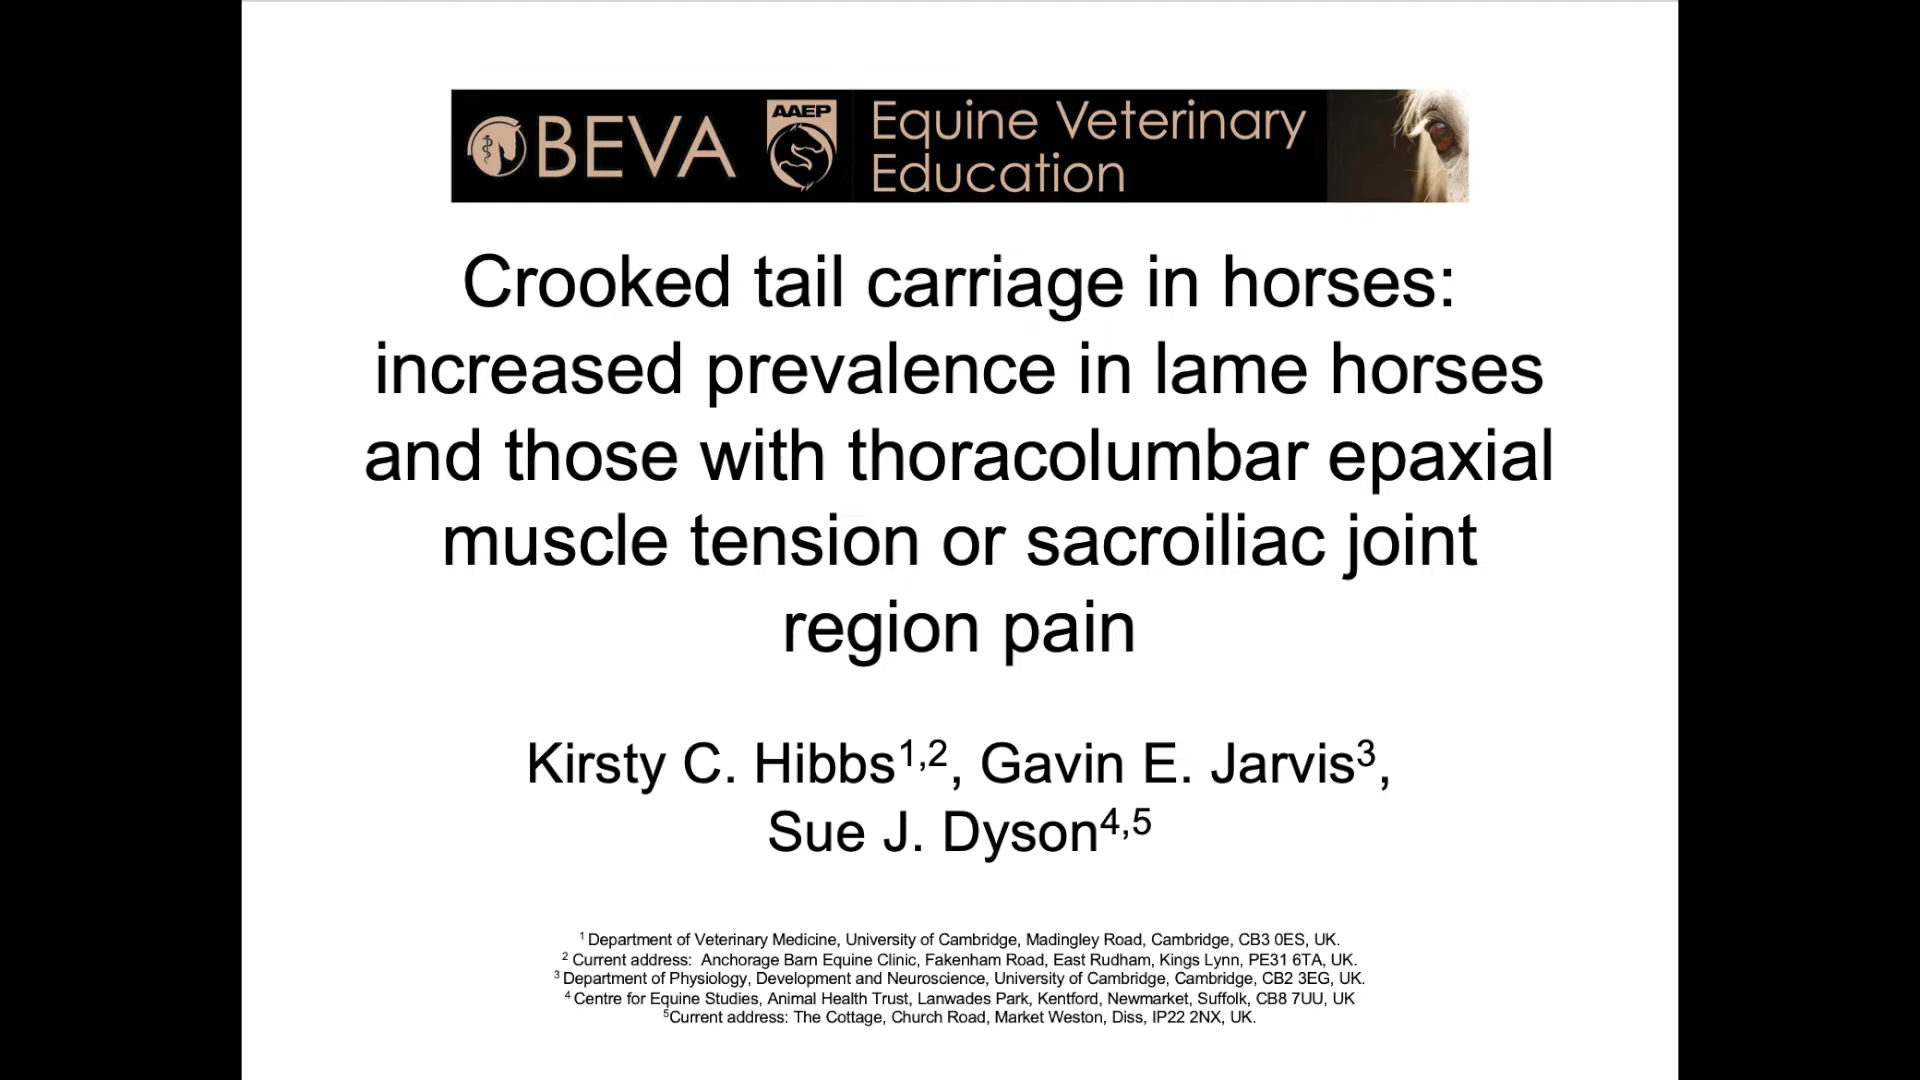 BEVA
AAEP
Equine Veterinary
Education
Crooked tail carriage in horses:
increased prevalence in lame horses
and those with thoracolumbar epaxial
muscle tension or sacroiliac joint
region pain
Kirsty C. Hibbs1,2, Gavin E. Jarvis3,
Sue J. Dyson4,5
1 Department of Veterinary Medicine, University of Cambridge, Madingley Road, Cambridge, CB3 0ES, UK.
2 Current address: Anchorage Barn Equine Clinic, Fakenham Road, East Rudham, Kings Lynn, PE31 6TA, UK.
3 Department of Physiology, Development and Neuroscience, University of Cambridge, Cambridge, CB2 3EG, UK.
4 Centre for Equine Studies, Animal Health Trust, Lanwades Park, Kentford, Newmarket, Suffolk, CB8 7UU, UK
5Current address: The Cottage, Church Road, Market Weston, Diss, IP22 2NX, UK.